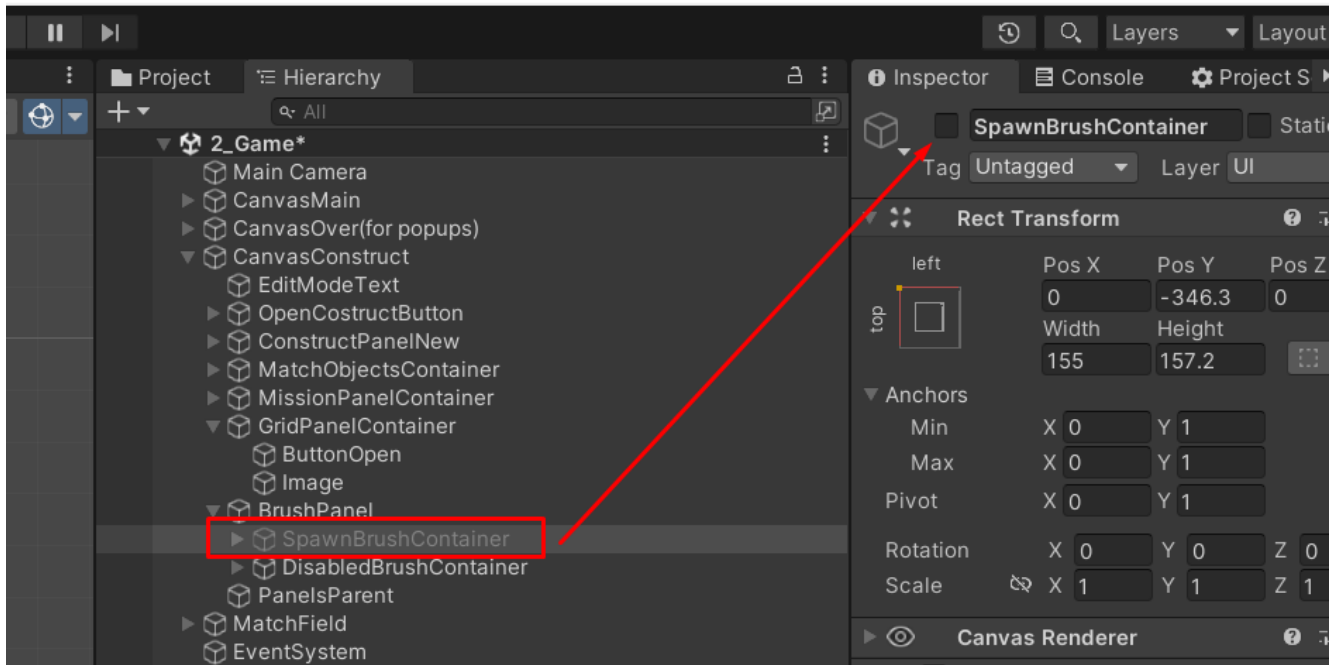 Layers
Layout
Project
Hierarchy
Inspector
Console
Project S
All
2_Game*
Main Camera
CanvasMain
CanvasOver(for popups)
CanvasConstruct
EditModeText
OpenCostructButton
ConstructPanelNew
MatchObjectsContainer
MissionPanelContainer
GridPanelContainer
ButtonOpen
Image
BrushPanel
SpawnBrushContainer
DisabledBrushContainer
PanelsParent
MatchField
EventSystem
SpawnBrushContainer Stati
Tag Untagged Layer UI
Rect Transform
left Pos X Pos Y Pos Z
top 0 -346.3 0
Width Height
155 157.2
Anchors
Min X 0 Y 1
Max X 0 Y 1
Pivot X 0 Y 1
Rotation X 0 Y 0 Z 0
Scale X 1 Y 1 Z 1
Canvas Renderer